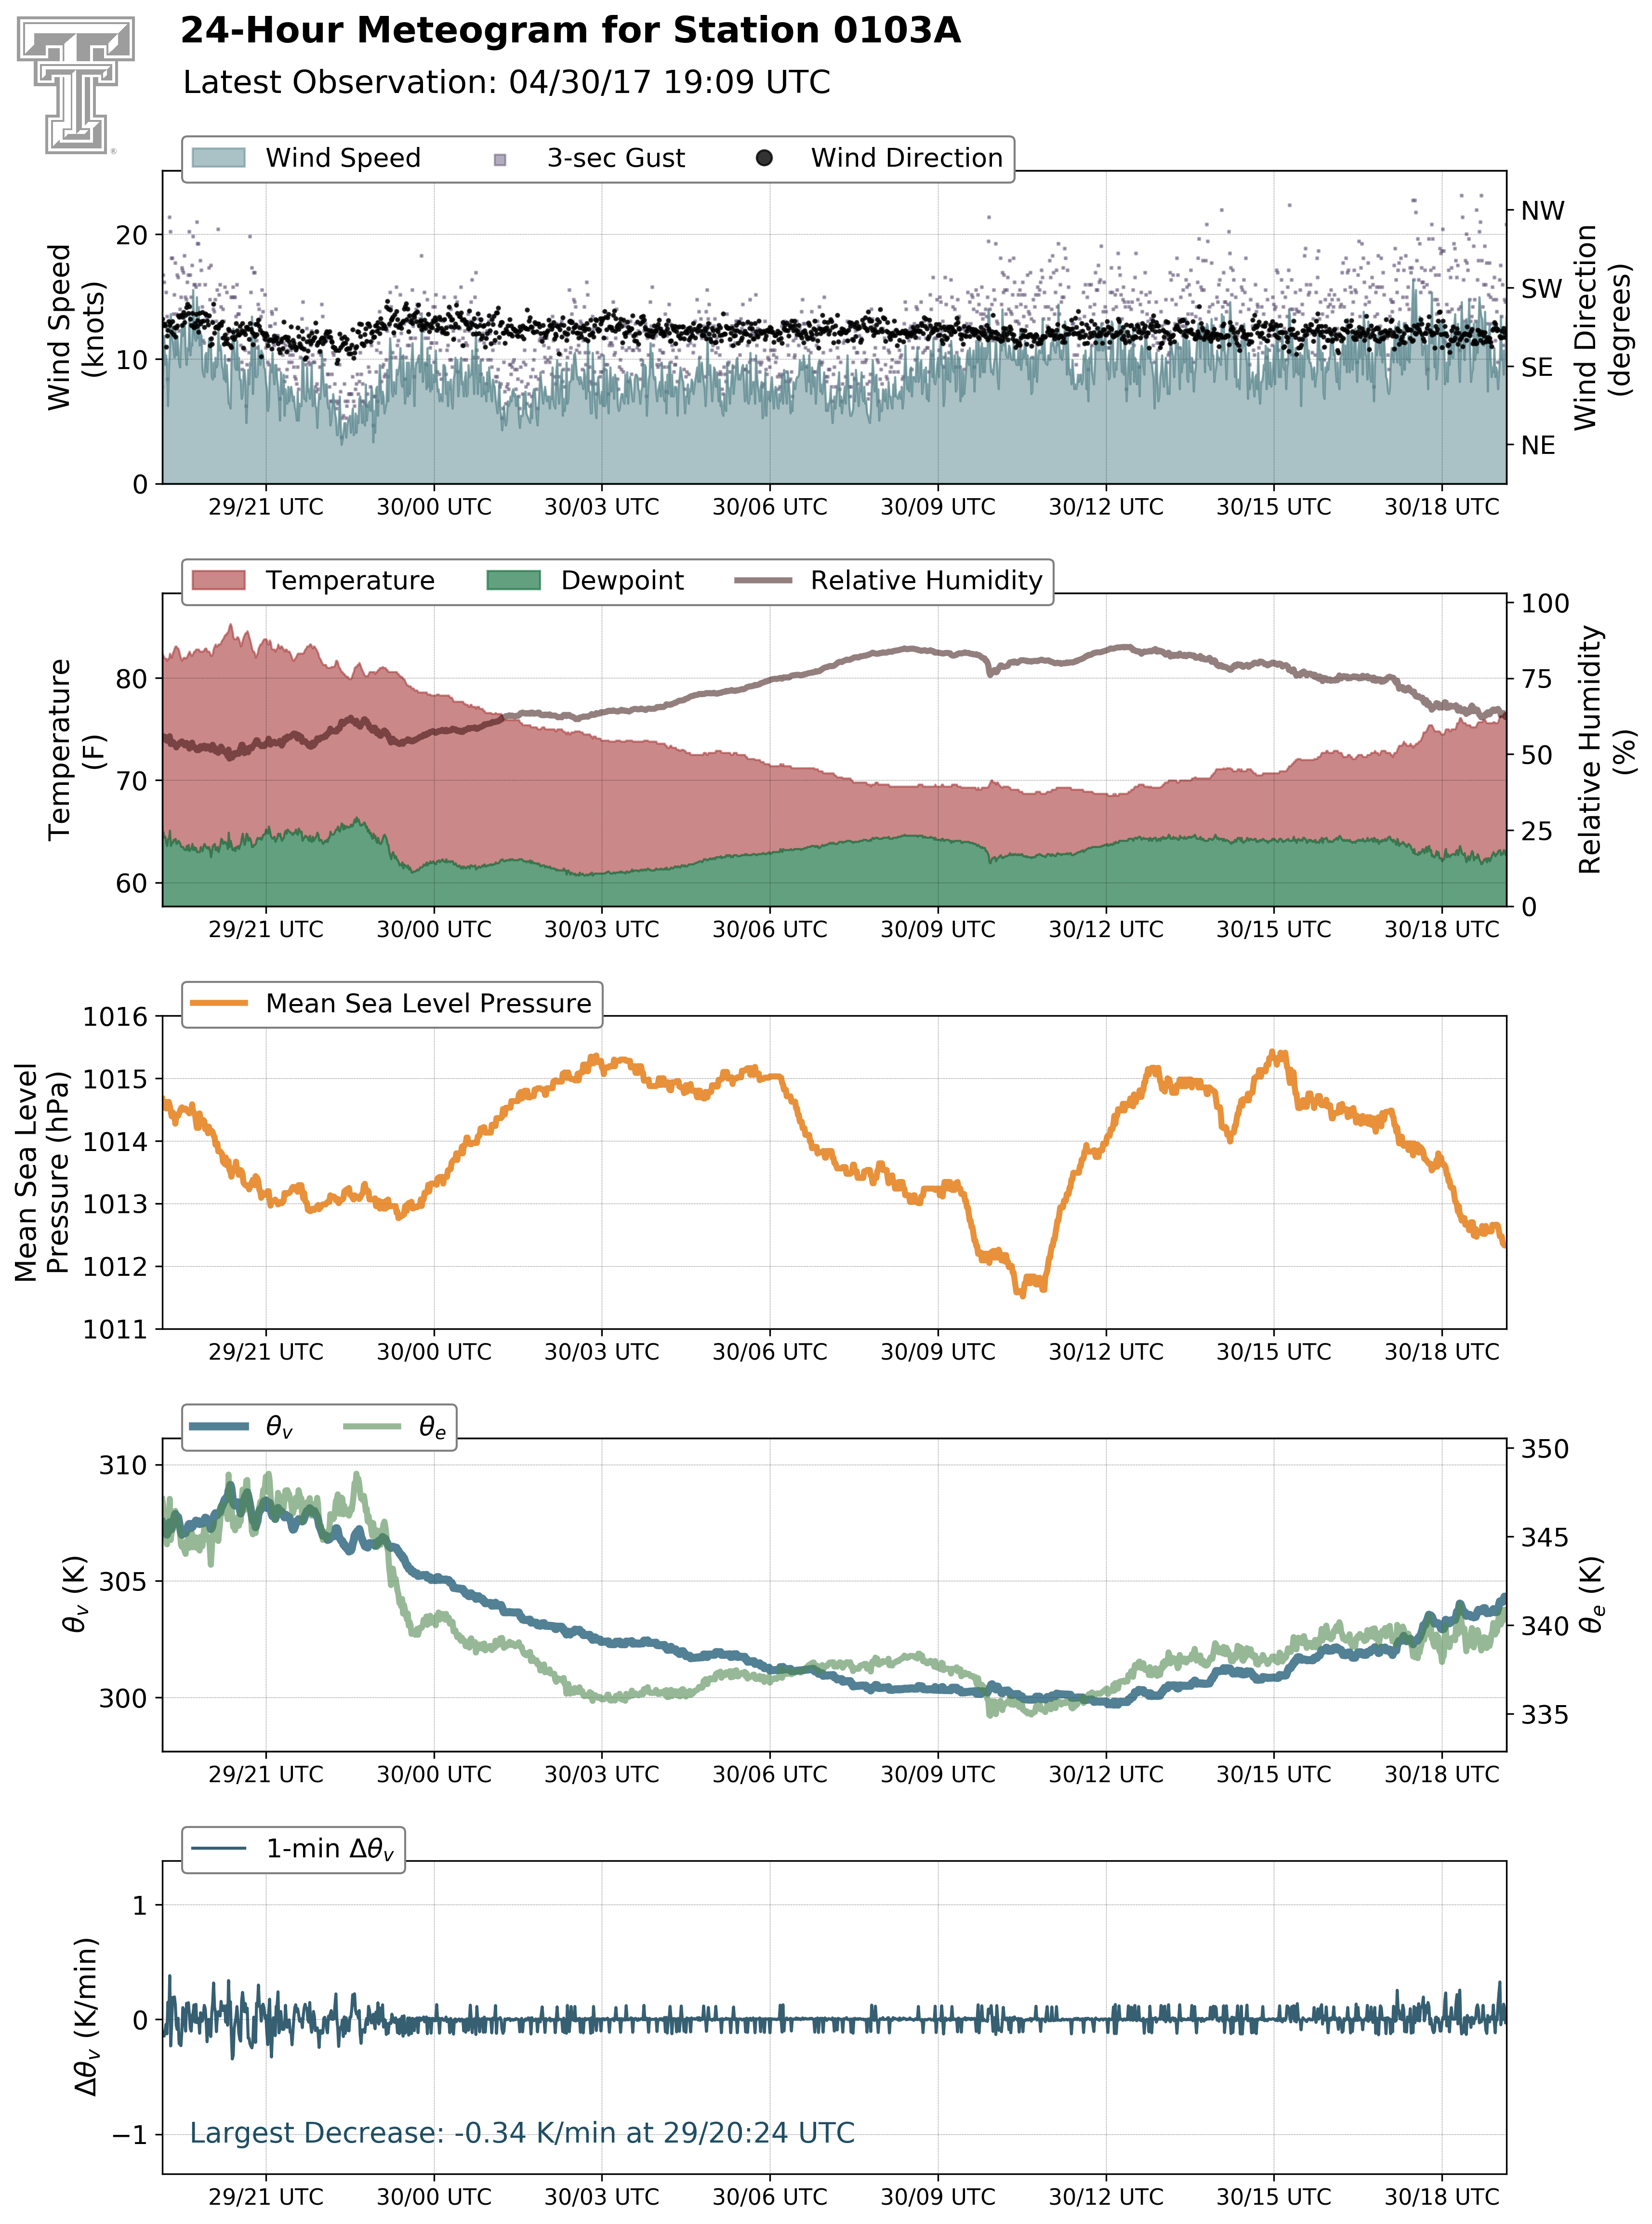 24-Hour Meteogram for Station 0103A
Latest Observation: 04/30/17 19:09 UTC
®
Wind Speed 3-sec Gust Wind Direction
Wind Speed
(knots)
20
10
0
NW
SW
SE
NE
Wind Direction
(degrees)
29/21 UTC 30/00 UTC 30/03 UTC 30/06 UTC 30/09 UTC 30/12 UTC 30/15 UTC 30/18 UTC
Temperature Dewpoint Relative Humidity
Temperature
(F)
80
70
60
100
75
50
25
0
Relative Humidity
(%)
29/21 UTC 30/00 UTC 30/03 UTC 30/06 UTC 30/09 UTC 30/12 UTC 30/15 UTC 30/18 UTC
Mean Sea Level Pressure
Mean Sea Level
Pressure (hPa)
1016
1015
1014
1013
1012
1011
29/21 UTC 30/00 UTC 30/03 UTC 30/06 UTC 30/09 UTC 30/12 UTC 30/15 UTC 30/18 UTC
θv θe
θv (K)
310
305
300
350
345
340
335
θe (K)
29/21 UTC 30/00 UTC 30/03 UTC 30/06 UTC 30/09 UTC 30/12 UTC 30/15 UTC 30/18 UTC
1-min Δθv
Δθv (K/min)
1
0
−1
Largest Decrease: -0.34 K/min at 29/20:24 UTC
29/21 UTC 30/00 UTC 30/03 UTC 30/06 UTC 30/09 UTC 30/12 UTC 30/15 UTC 30/18 UTC